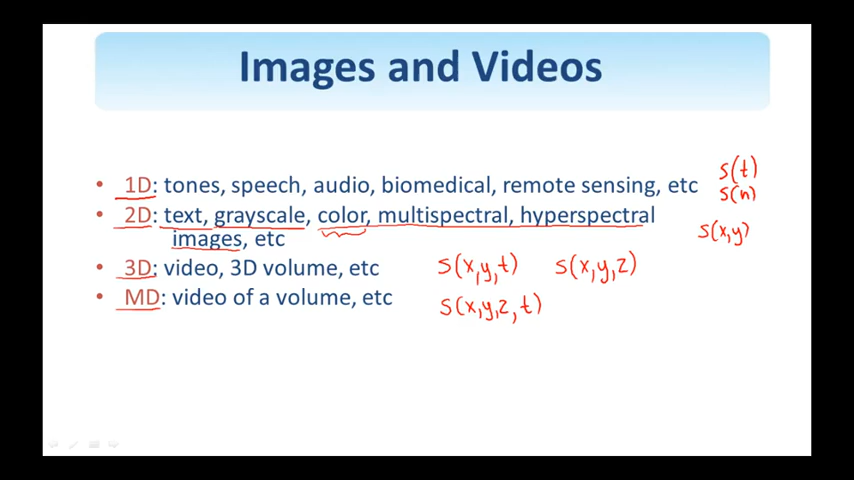 Images and Videos
• 1D: tones, speech, audio, biomedical, remote sensing, etc
s(t)
s(n)
• 2D: text, grayscale, color, multispectral, hyperspectral
images, etc
s(x,y)
• 3D: video, 3D volume, etc
s(x,y,t) s(x,y,z)
• MD: video of a volume, etc
s(x,y,z,t)